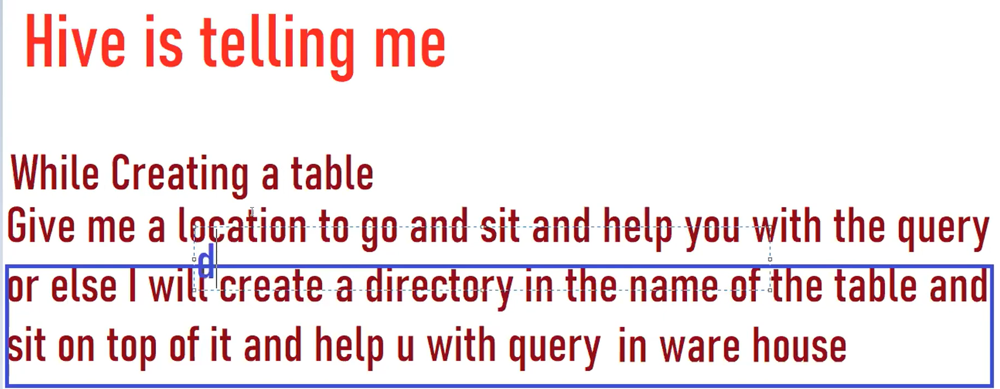 Hive is telling me
While Creating a table
Give me a location to go and sit and help you with the query
d
or else I will create a directory in the name of the table and
sit on top of it and help u with query in ware house